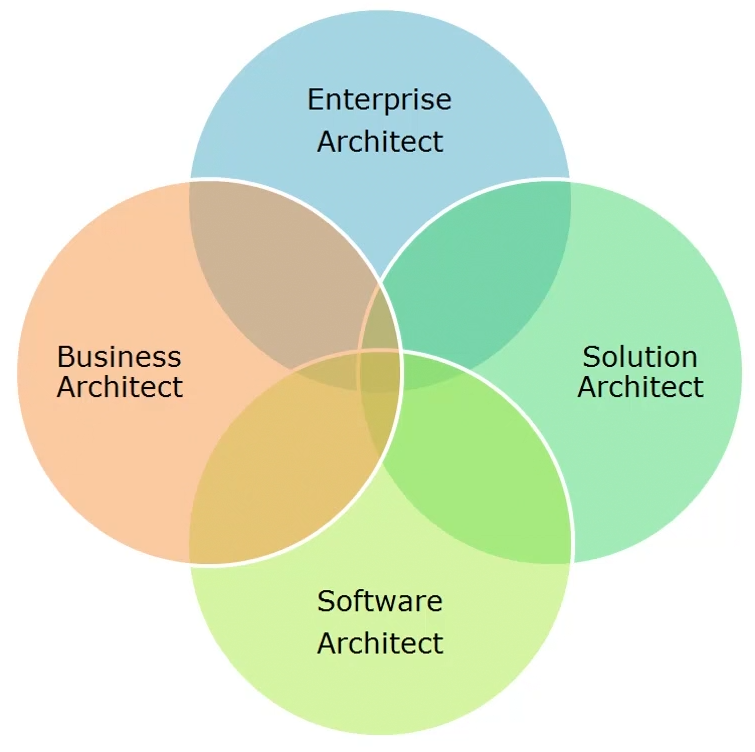 Enterprise
Architect
Business
Architect
Solution
Architect
Software
Architect